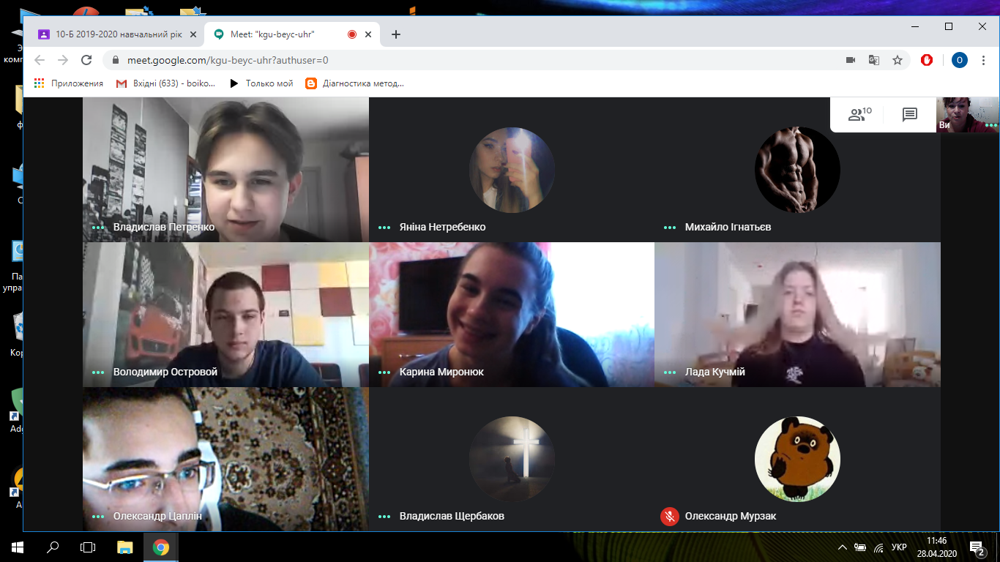 10-Б 2019-2020 навчальний рік
Meet: "kgu-beyc-uhr"
meet.google.com/kgu-beyc-uhr?authuser=0
О
Приложения
Вхідні (633) - boiko...
Только мой
Діагностика метод...
10
Ви
Владислав Петренко
Яніна Нетребенко
Михайло Ігнатьєв
Володимир Островой
Карина Миронюк
Лада Кучмій
Олександр Цаплін
Владислав Щербаков
Олександр Мурзак
УКР
11:46
28.04.2020
2